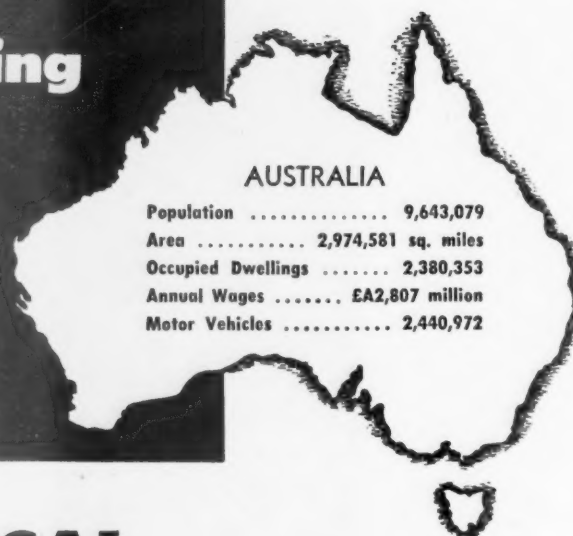 ing
AUSTRALIA
Population .............. 9,643,079
Area ........... 2,974,581 sq. miles
Occupied Dwellings ....... 2,380,353
Annual Wages ....... £A2,807 million
Motor Vehicles ........... 2,440,972